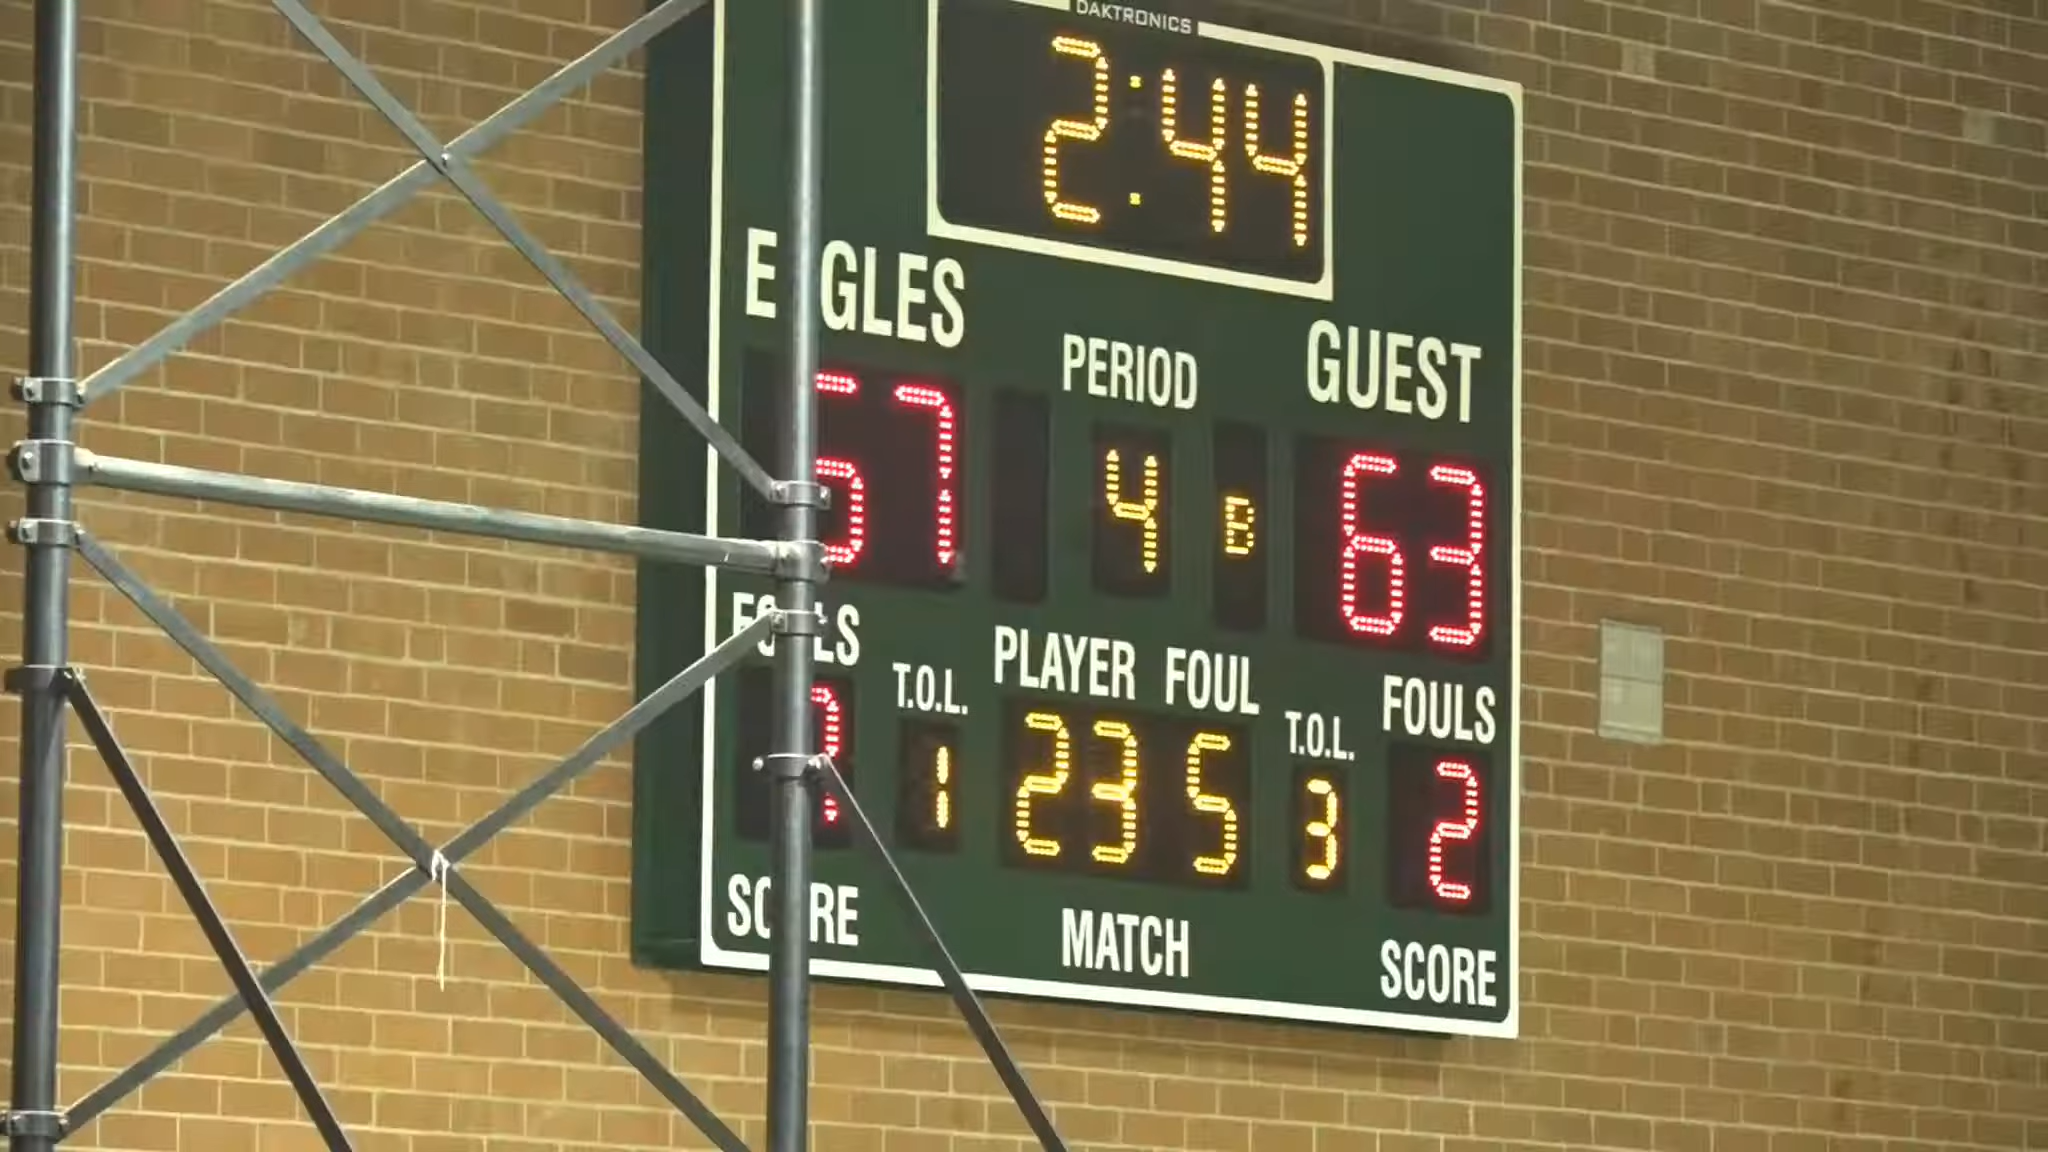 DAKTRONICS
2:44
EAGLES
PERIOD
GUEST
57
4
B
63
FOULS
T.O.L.
PLAYER
FOUL
T.O.L.
FOULS
1
23
5
3
2
SCORE
MATCH
SCORE